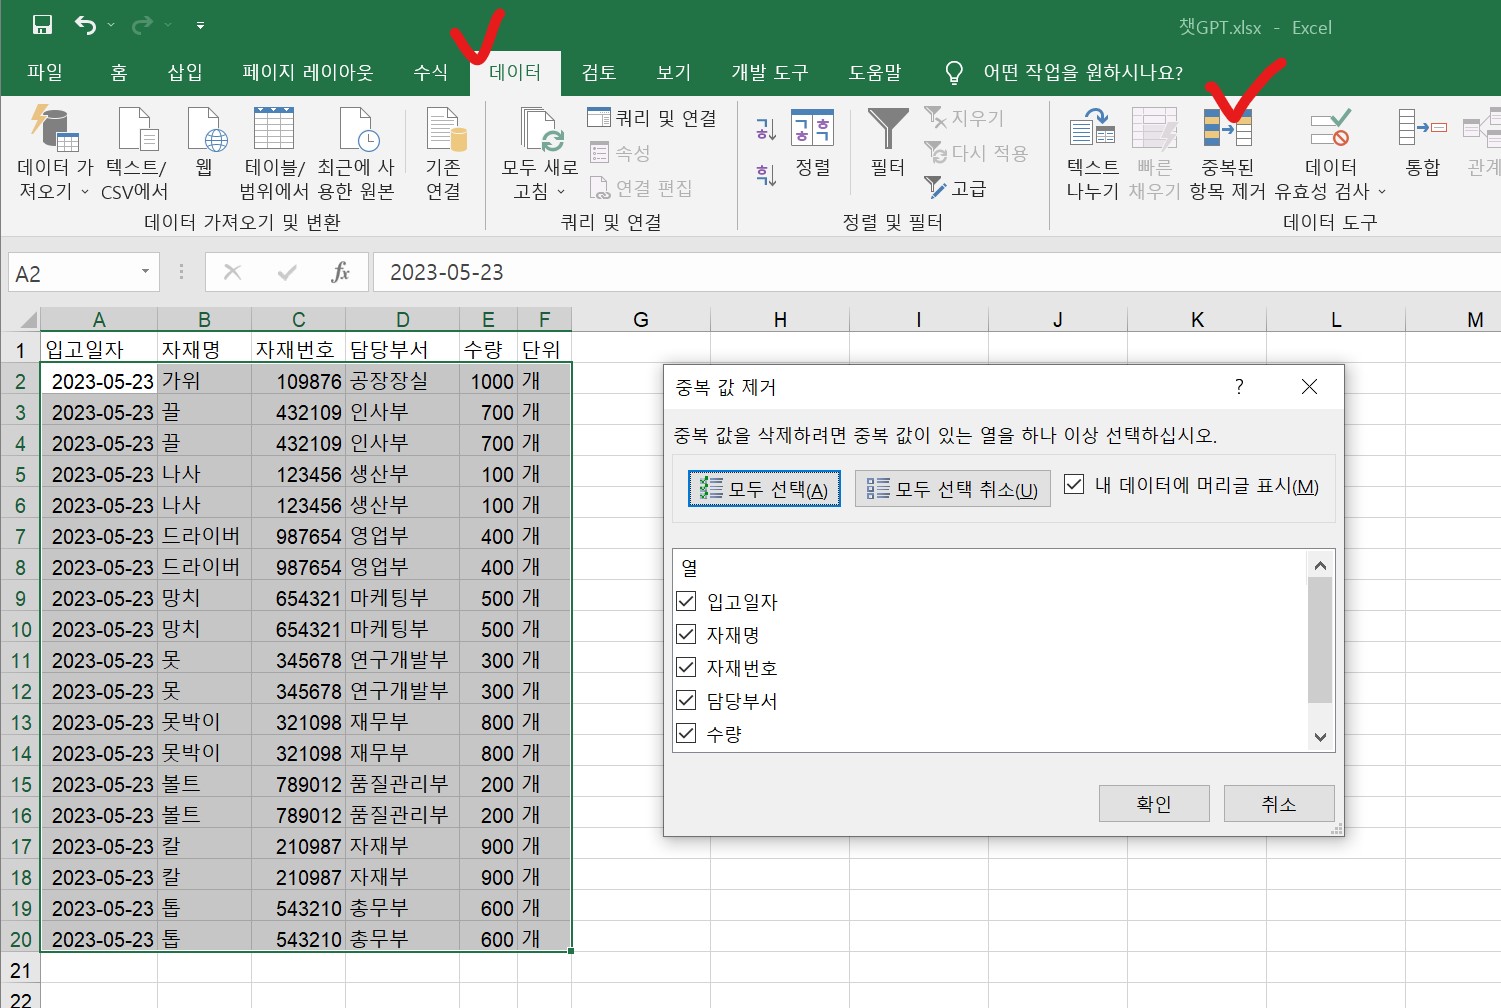 챗GPT.xlsx - Excel
파일 홈 삽입 페이지 레이아웃 수식 데이터 검토 보기 개발 도구 도움말 어떤 작업을 원하시나요?
데이터 가
져오기
텍스트/
CSV에서
웹
테이블/
범위에서
최근에 사
용한 원본
기존
연결
데이터 가져오기 및 변환
모두 새로
고침
쿼리 및 연결
속성
연결 편집
쿼리 및 연결
정렬
필터
지우기
다시 적용
고급
정렬 및 필터
텍스트
나누기
빠른
채우기
중복된
항목 제거
데이터
유효성 검사
통합
관계
데이터 도구
A2 fx 2023-05-23
A B C D E F G H I J K L M
1 입고일자 자재명 자재번호 담당부서 수량 단위
2 2023-05-23 가위 109876 공장장실 1000 개
3 2023-05-23 끌 432109 인사부 700 개
4 2023-05-23 끌 432109 인사부 700 개
5 2023-05-23 나사 123456 생산부 100 개
6 2023-05-23 나사 123456 생산부 100 개
7 2023-05-23 드라이버 987654 영업부 400 개
8 2023-05-23 드라이버 987654 영업부 400 개
9 2023-05-23 망치 654321 마케팅부 500 개
10 2023-05-23 망치 654321 마케팅부 500 개
11 2023-05-23 못 345678 연구개발부 300 개
12 2023-05-23 못 345678 연구개발부 300 개
13 2023-05-23 못박이 321098 재무부 800 개
14 2023-05-23 못박이 321098 재무부 800 개
15 2023-05-23 볼트 789012 품질관리부 200 개
16 2023-05-23 볼트 789012 품질관리부 200 개
17 2023-05-23 칼 210987 자재부 900 개
18 2023-05-23 칼 210987 자재부 900 개
19 2023-05-23 톱 543210 총무부 600 개
20 2023-05-23 톱 543210 총무부 600 개
21
22
중복 값 제거 ?
중복 값을 삭제하려면 중복 값이 있는 열을 하나 이상 선택하십시오.
모두 선택(A) 모두 선택 취소(U) 내 데이터에 머리글 표시(M)
열
입고일자
자재명
자재번호
담당부서
수량
확인 취소